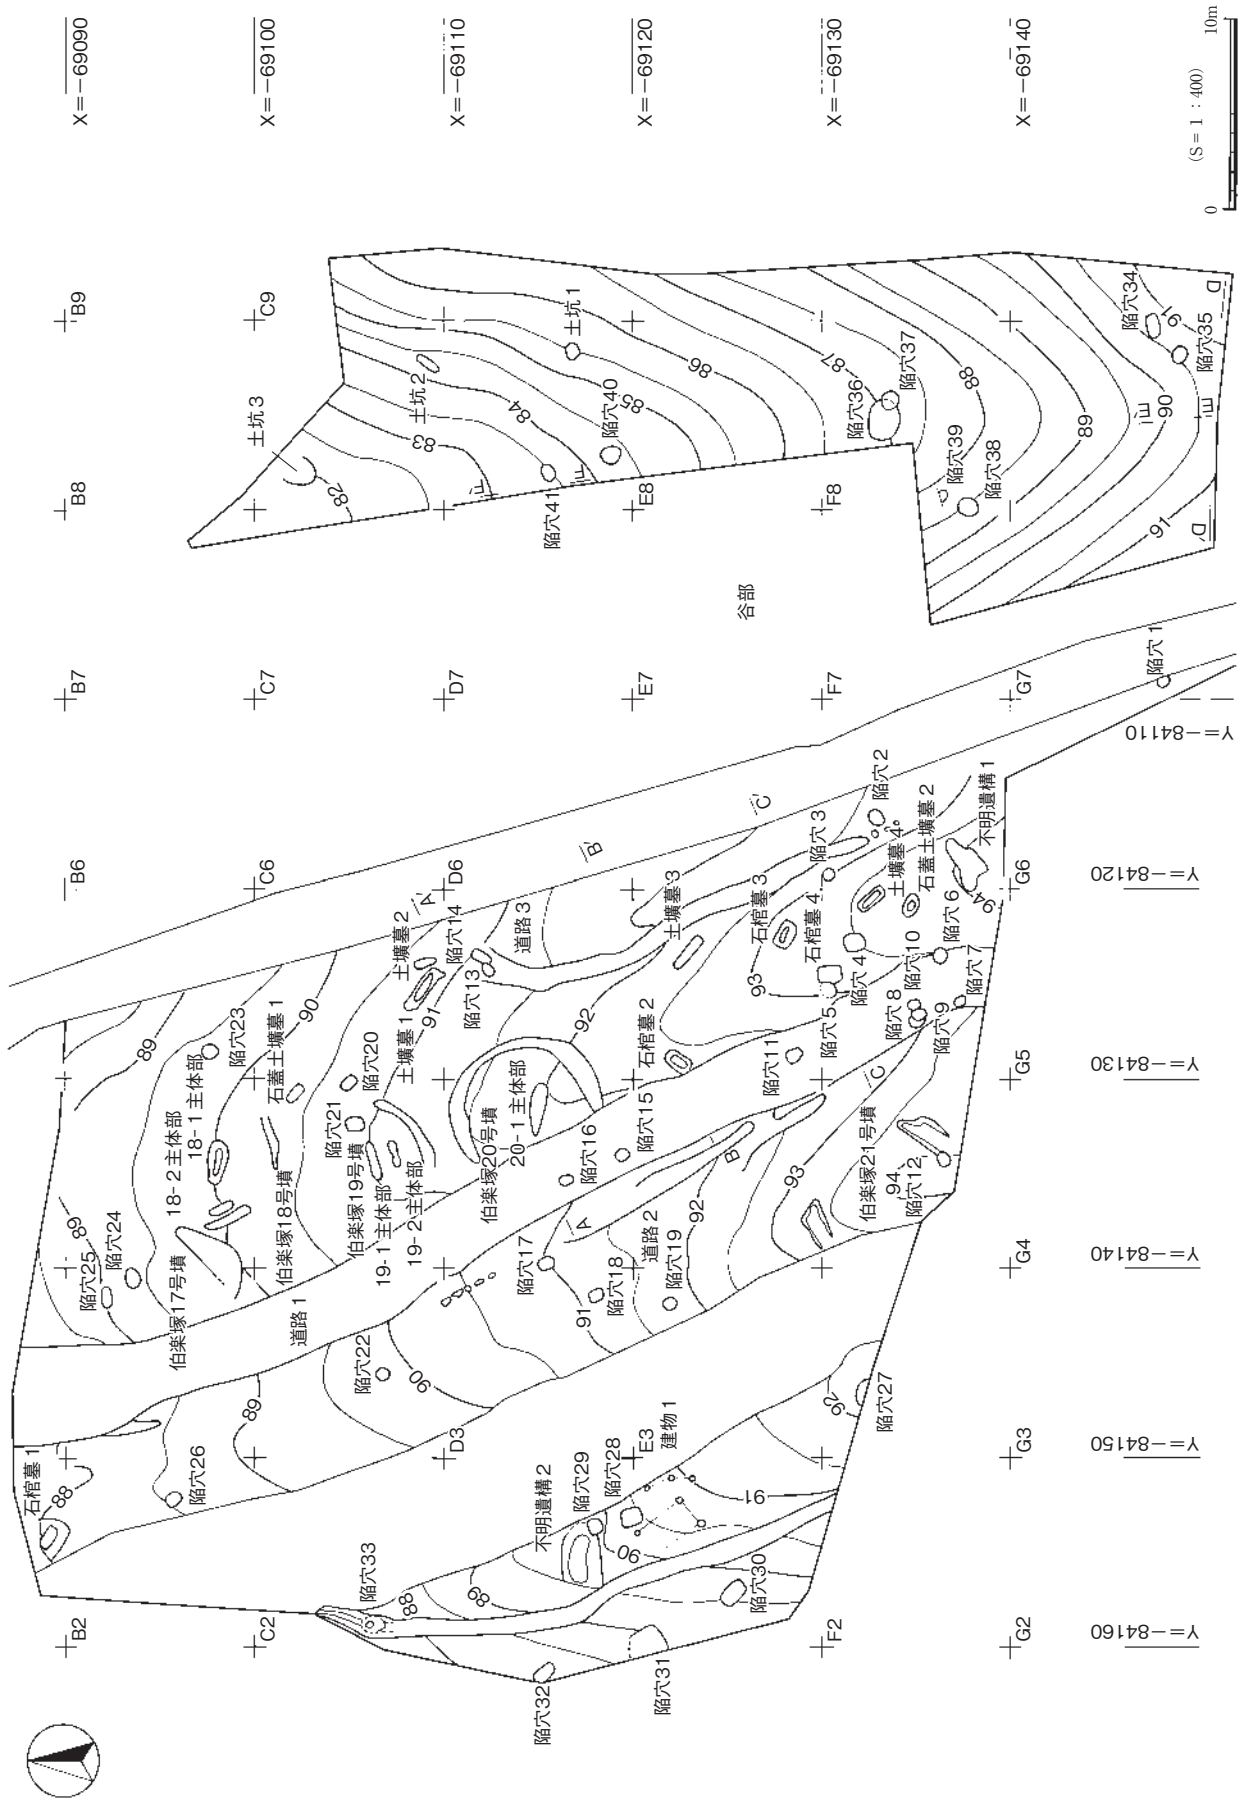 X=-69090
X=-69100
X=-69110
X=-69120
X=-69130
X=-69140
(S = 1 : 400)
0
10m
B9
C9
B8
E8
F8
土坑3
土坑2
土坑1
陥穴40
陥穴41
82
83
84
85
86
87
88
89
90
91
91
陥穴36
陥穴37
陥穴39
陥穴38
陥穴34
陥穴35
D
D'
E
E'
F
F'
谷部
B7
C7
D7
E7
F7
G7
陥穴1
Y=-84110
B6
C6
D6
G6
Y=-84120
A'
B'
C'
陥穴2
陥穴3
土壙墓4
石蓋土壙墓2
不明遺構1
94
土壙墓3
石棺墓3
石棺墓4
陥穴4
陥穴10
陥穴6
陥穴7
陥穴5
陥穴8
陥穴9
93
道路3
土壙墓2
陥穴14
陥穴13
土壙墓1
91
92
石棺墓2
陥穴11
89
90
陥穴23
石蓋土壙墓1
陥穴20
陥穴21
18-1主体部
18-2主体部
伯楽塚17号墳
伯楽塚18号墳
伯楽塚19号墳
19-1主体部
19-2主体部
伯楽塚20号墳
20-1主体部
G5
Y=-84130
陥穴15
陥穴16
A
B
C
伯楽塚21号墳
94
陥穴12
93
92
道路2
陥穴19
陥穴18
陥穴17
91
G4
Y=-84140
89
陥穴24
陥穴25
道路1
陥穴22
90
89
D3
E3
G3
Y=-84150
石棺墓1
88
陥穴26
不明遺構2
陥穴29
陥穴28
建物1
92
陥穴27
91
90
89
88
陥穴33
陥穴30
陥穴31
陥穴32
B2
C2
F2
G2
Y=-84160